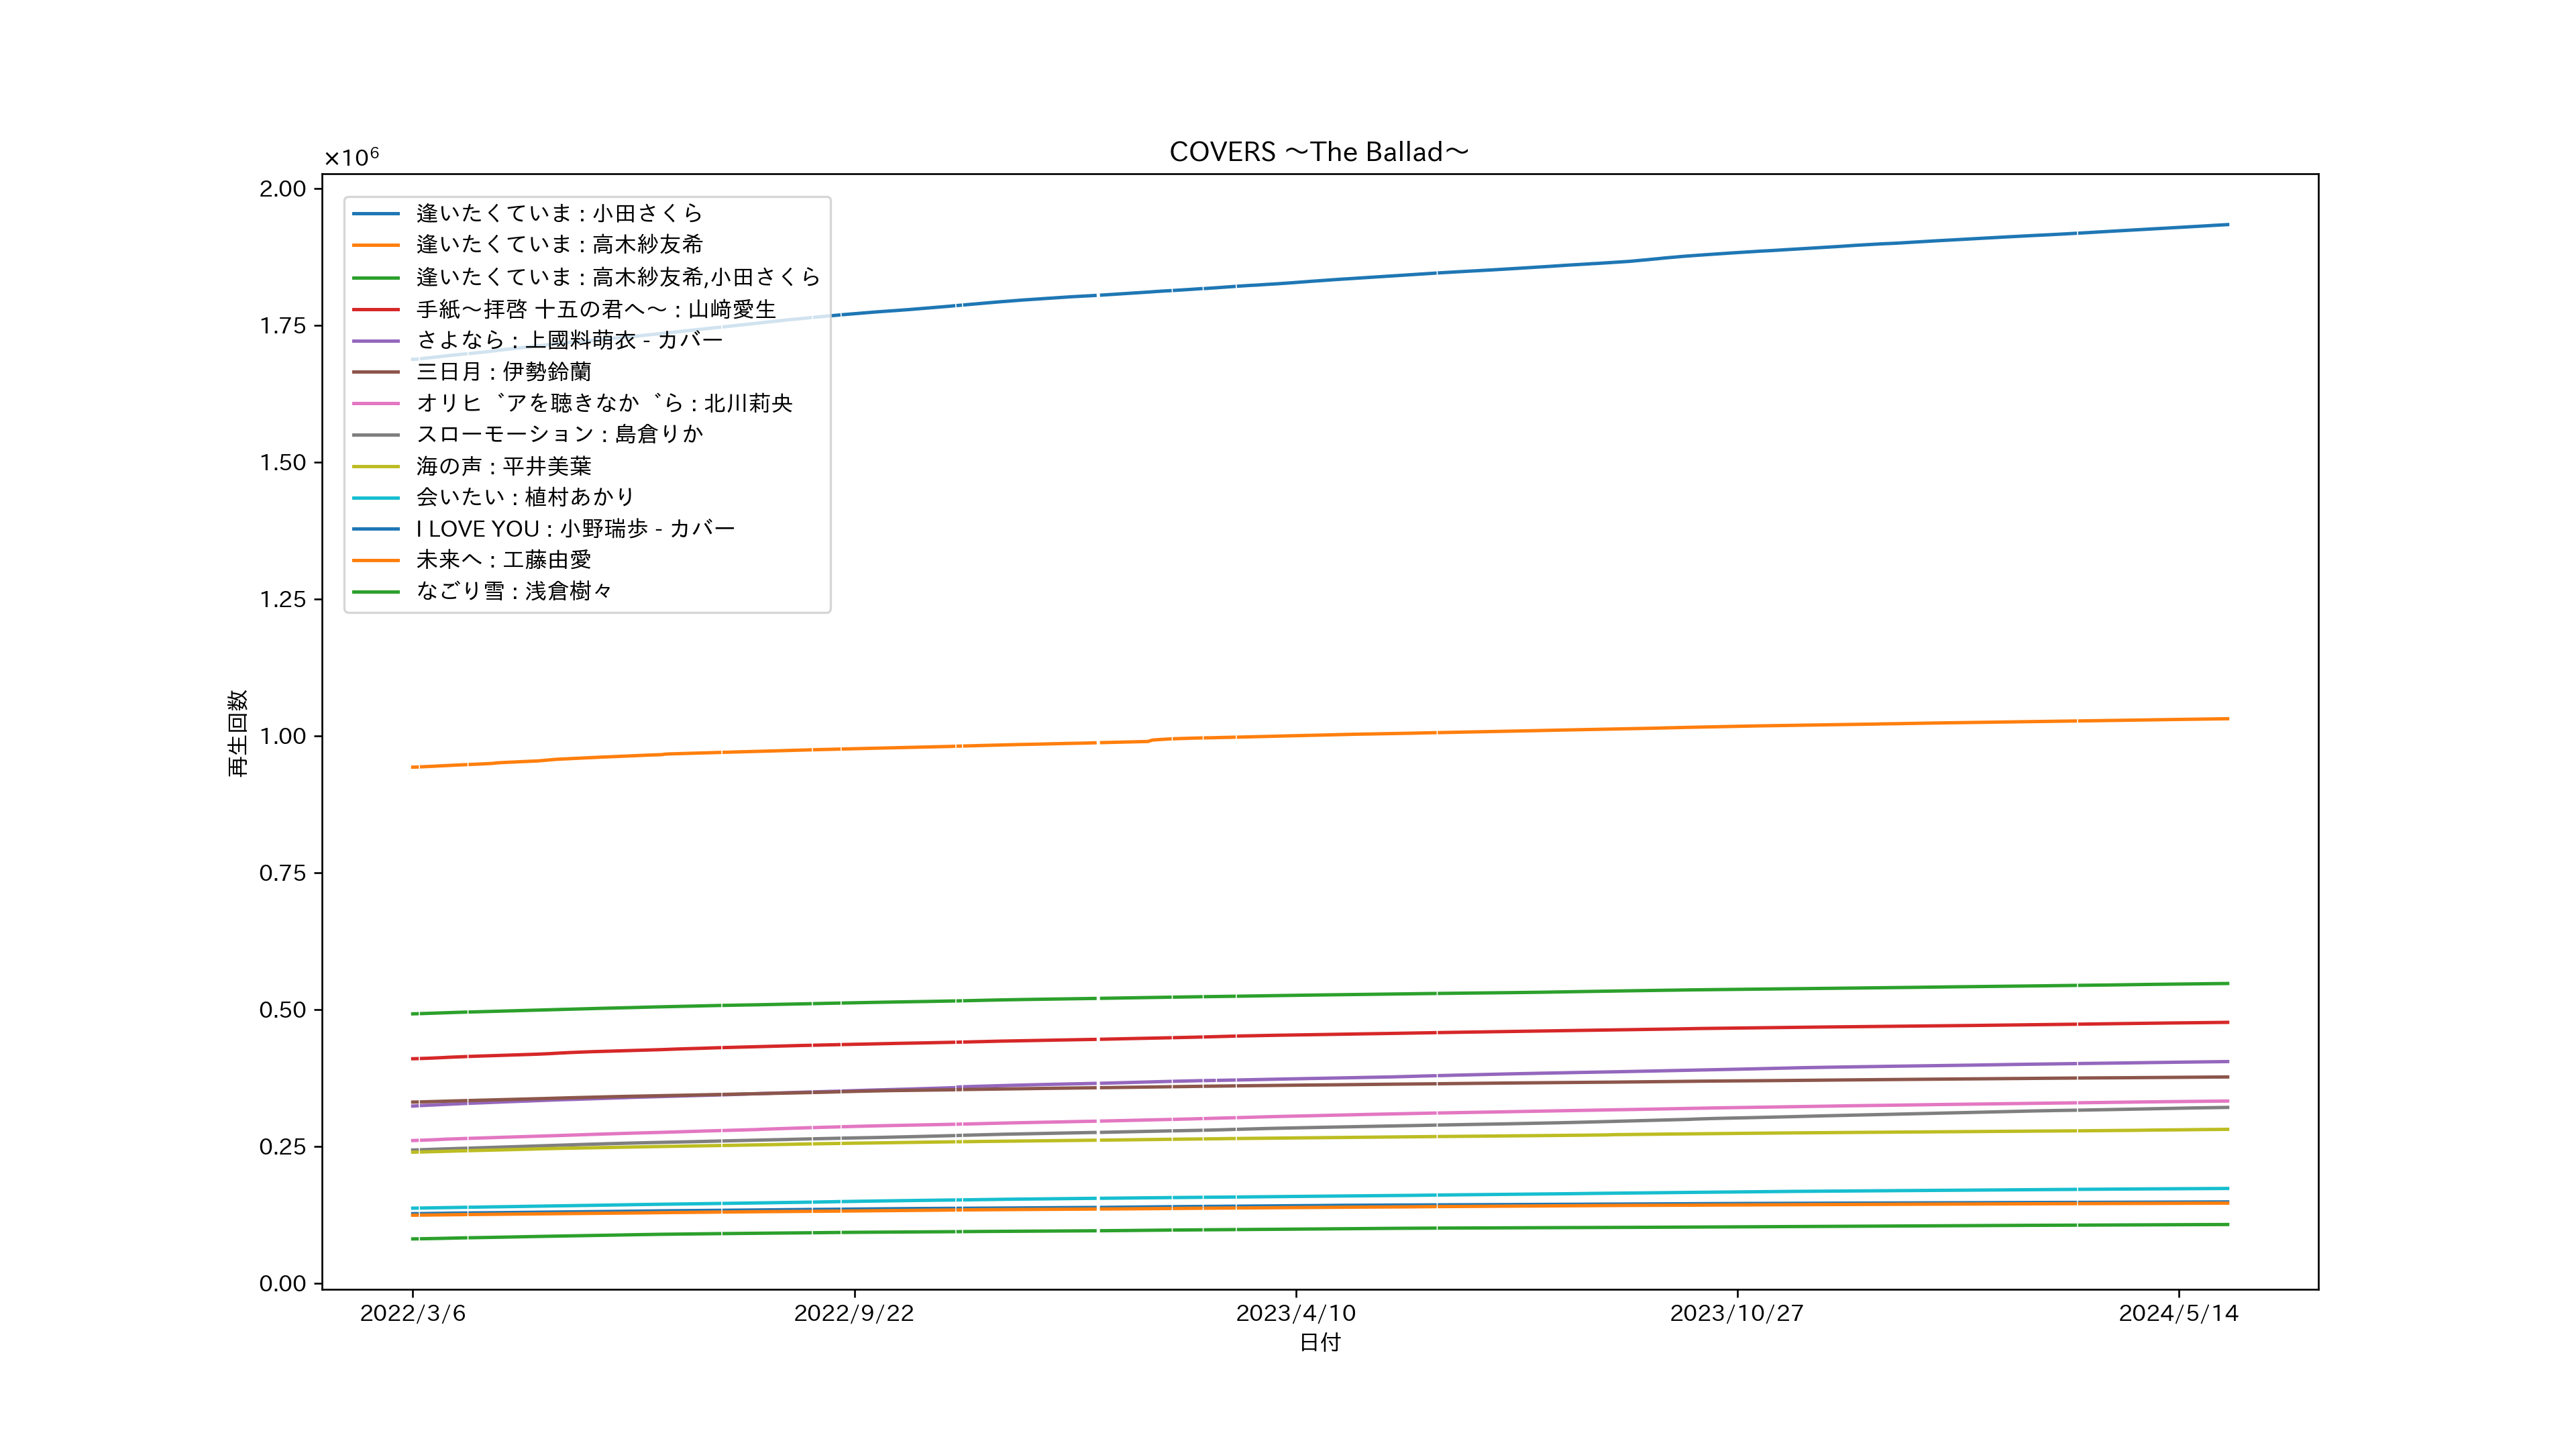 COVERS ～The Ballad～
×10⁶
2.00
1.75
1.50
1.25
1.00
0.75
0.50
0.25
0.00
再生回数
逢いたくていま : 小田さくら
逢いたくていま : 高木紗友希
逢いたくていま : 高木紗友希,小田さくら
手紙～拝啓 十五の君へ～ : 山﨑愛生
さよなら : 上國料萌衣 - カバー
三日月 : 伊勢鈴蘭
オリヒ゛アを聴きなか゛ら : 北川莉央
スローモーション : 島倉りか
海の声 : 平井美葉
会いたい : 植村あかり
I LOVE YOU : 小野瑞歩 - カバー
未来へ : 工藤由愛
なごり雪 : 浅倉樹々
2022/3/6
2022/9/22
2023/4/10
2023/10/27
2024/5/14
日付